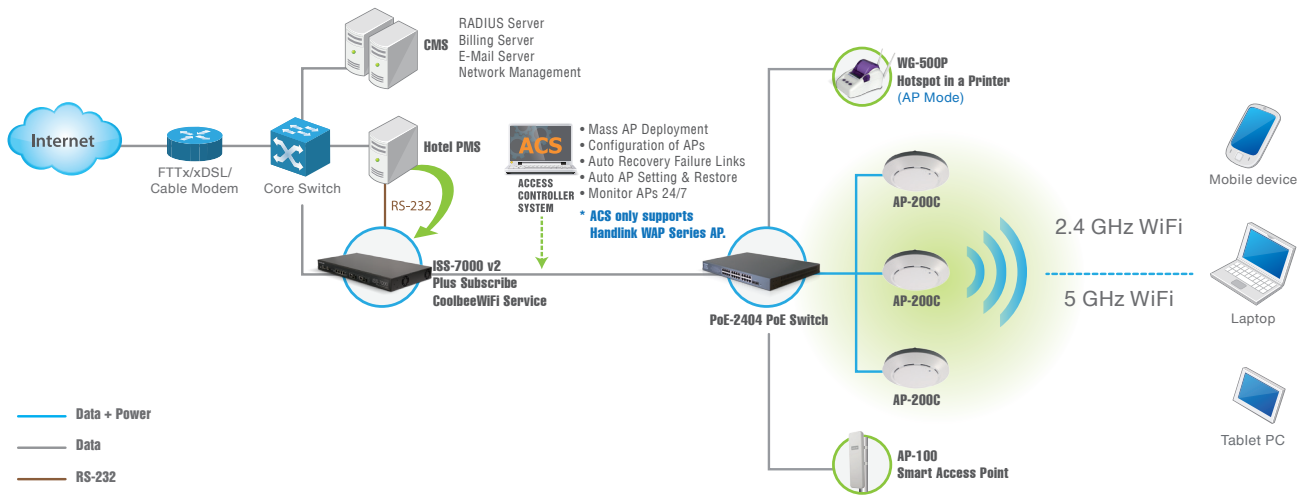 RADIUS Server
CMS Billing Server
E-Mail Server
Network Management
WG-500P
Hotspot in a Printer
(AP Mode)
Internet
FTTx/xDSL/
Cable Modem
Core Switch
Hotel PMS
RS-232
ACS
ACCESS
CONTROLLER
SYSTEM
• Mass AP Deployment
• Configuration of APs
• Auto Recovery Failure Links
• Auto AP Setting & Restore
• Monitor APs 24/7
* ACS only supports
Handlink WAP Series AP.
ISS-7000 v2
Plus Subscribe
CoolbeeWiFi Service
PoE-2404 PoE Switch
AP-200C
AP-200C
AP-200C
2.4 GHz WiFi
5 GHz WiFi
Mobile device
Laptop
Tablet PC
AP-100
Smart Access Point
Data + Power
Data
RS-232